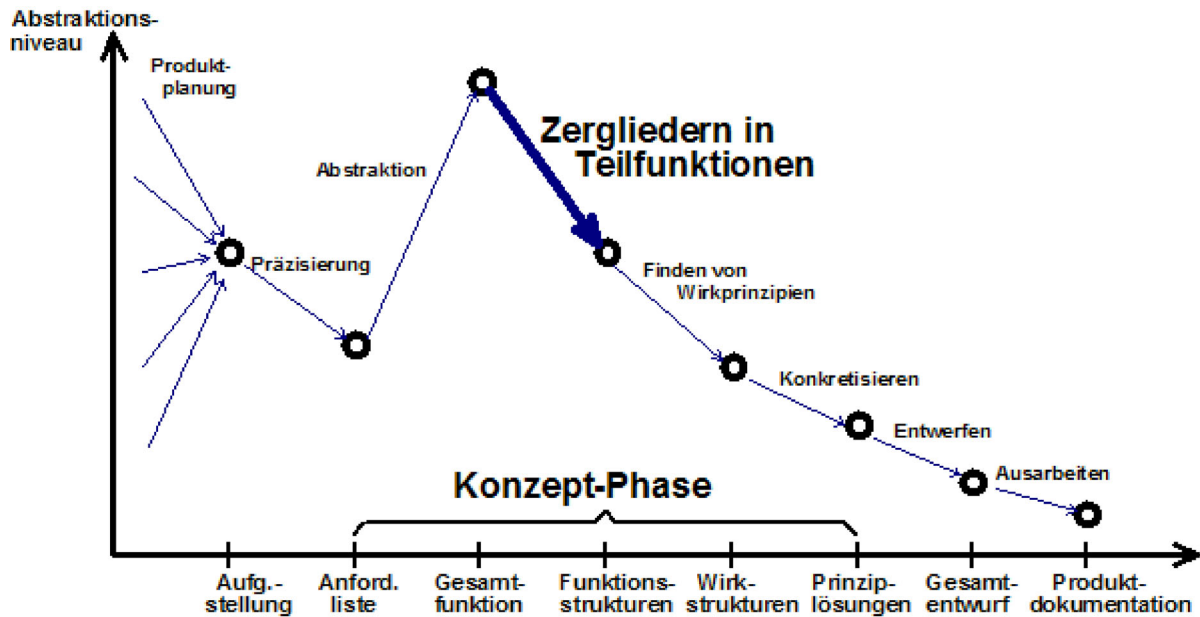 Abstraktions-
niveau
Produkt-
planung
Zergliedern in
Teilfunktionen
Abstraktion
Präzisierung
Finden von
Wirkprinzipien
Konkretisieren
Entwerfen
Ausarbeiten
Konzept-Phase
Aufg.-
stellung
Anford.
liste
Gesamt-
funktion
Funktions-
strukturen
Wirk-
strukturen
Prinzip-
lösungen
Gesamt-
entwurf
Produkt-
dokumentation